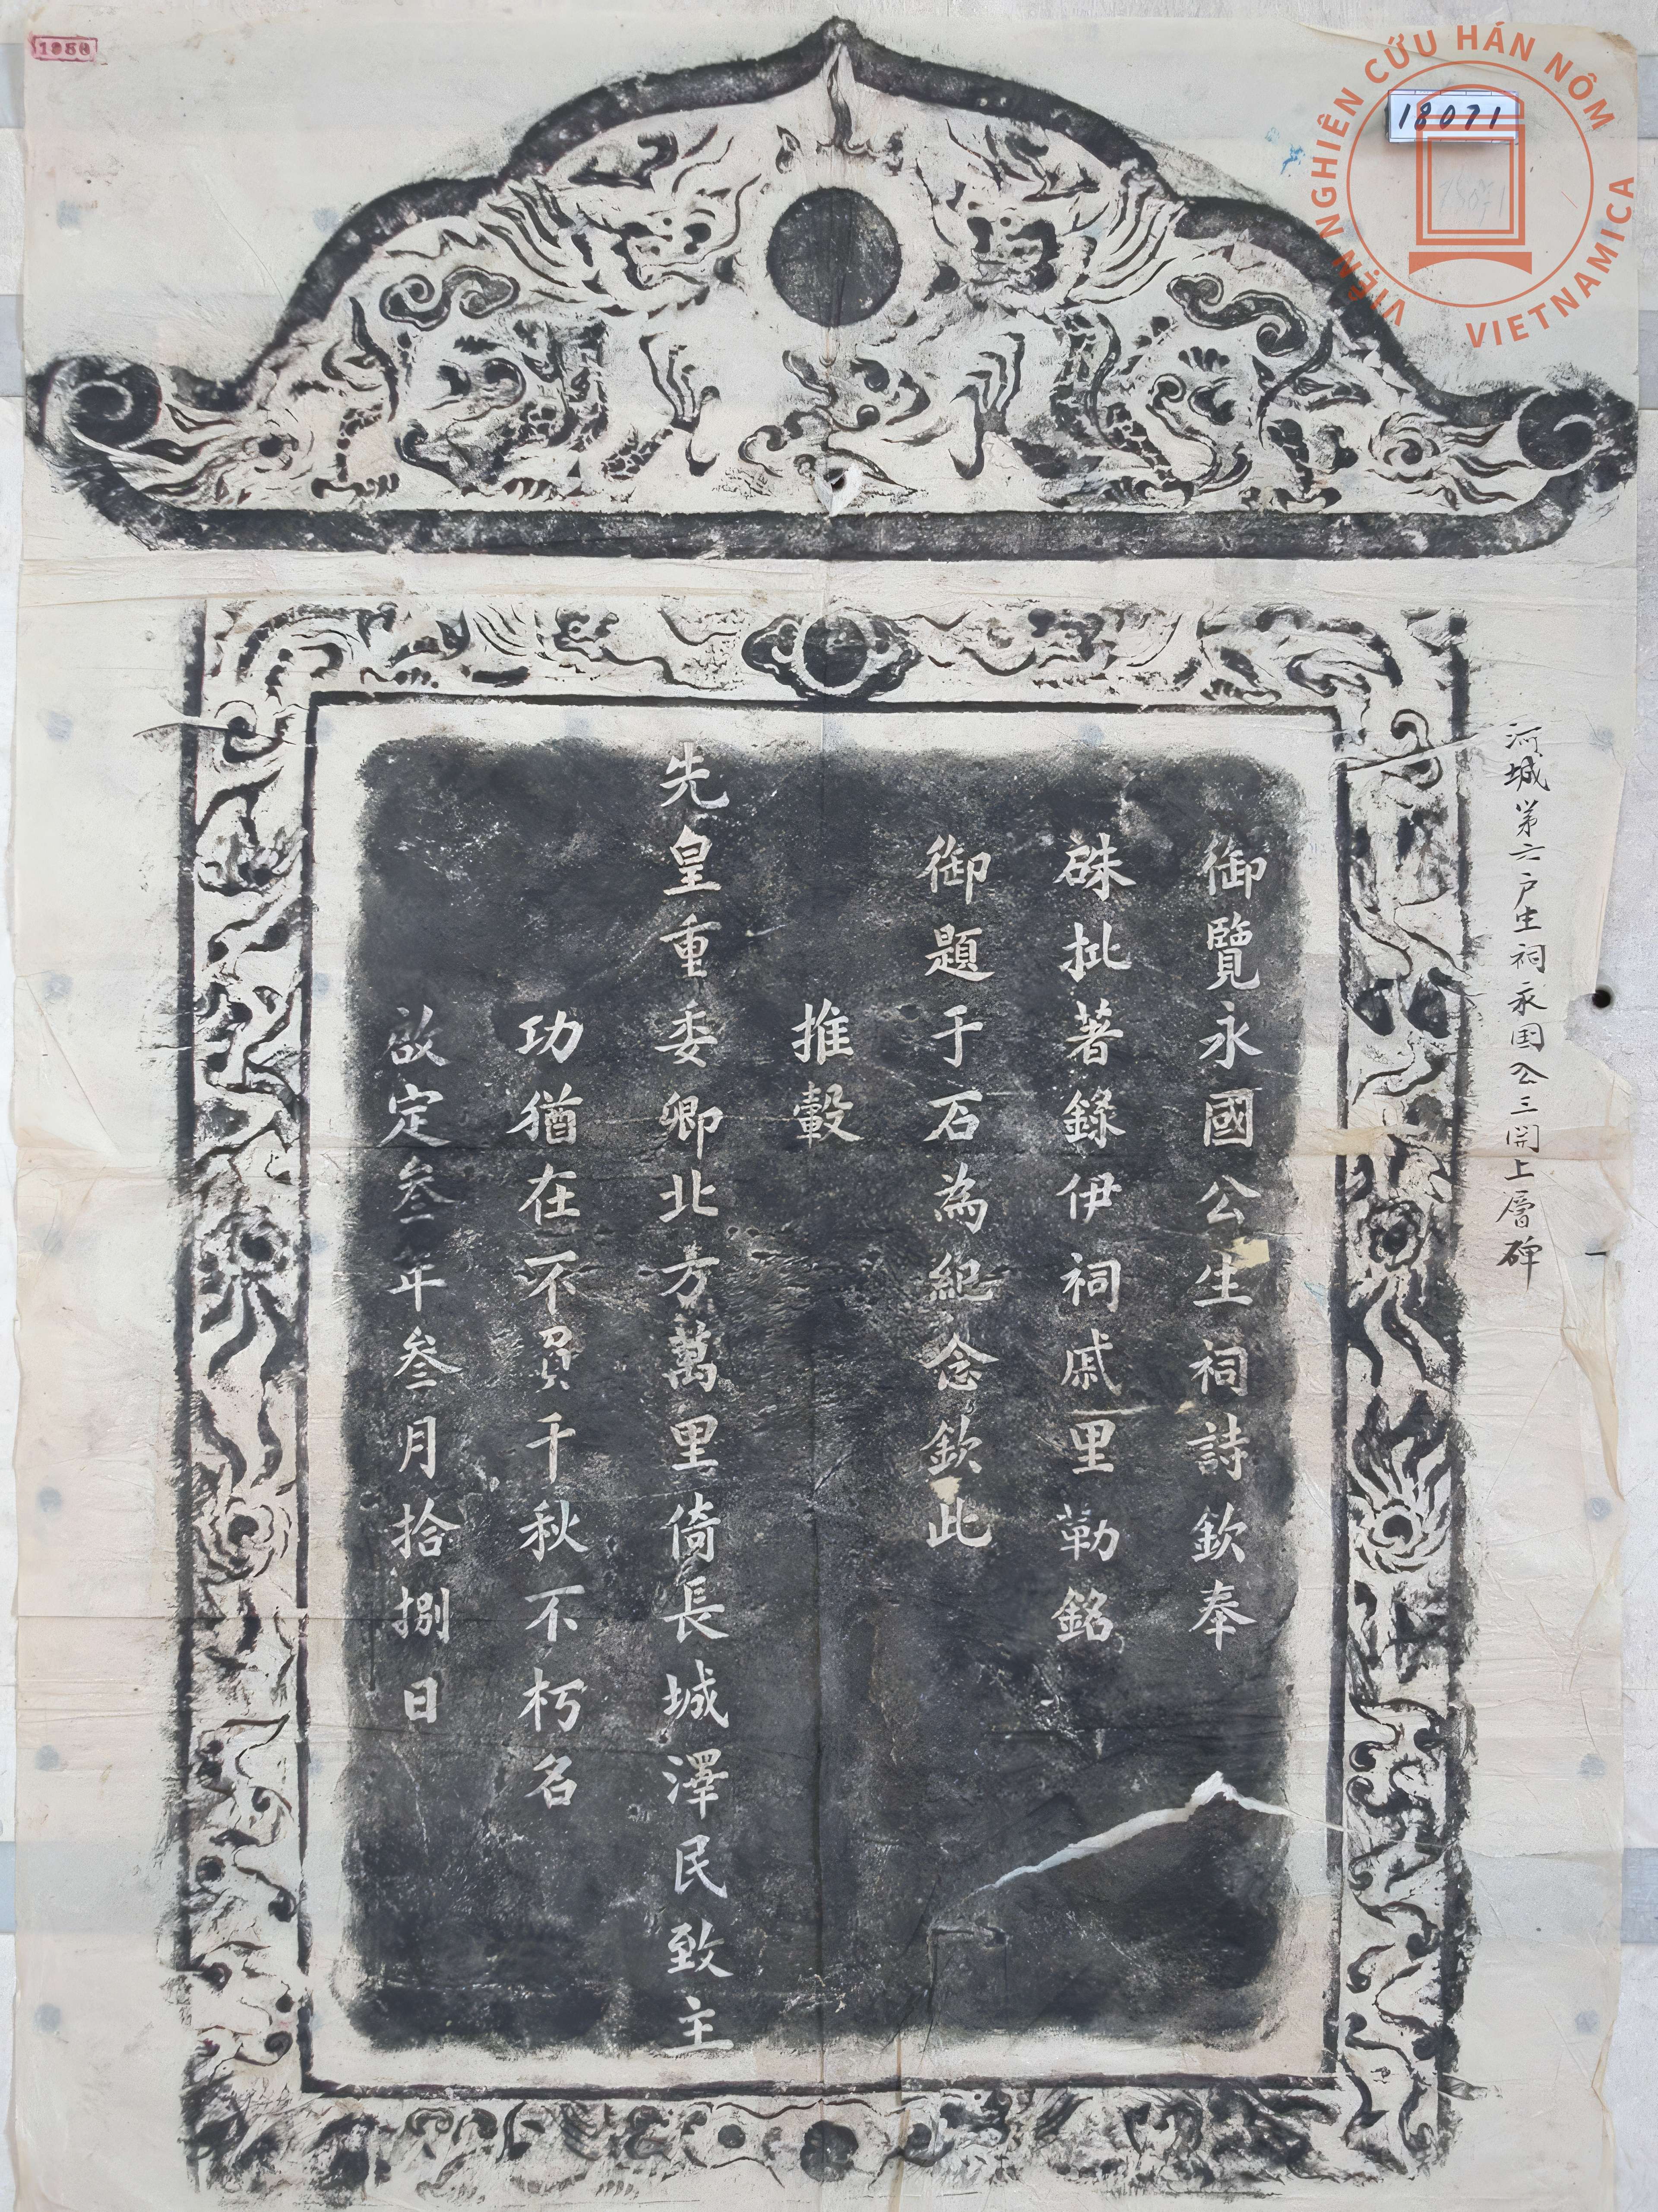 御覽永國公生祠詩欽奉
硃批著錄伊祠戚里勒銘
御題于石為紀念欽此
推轂
先皇重委卿北方萬里倚長城澤民致主
功猶在不負千秋不朽名
啟定叁年叁月拾捌日
河城第六户生祠永国公三開上層碑
一
1950
18071
VIỆN NGHIÊN CỨU HÁN NÔM
VIETNAMICA